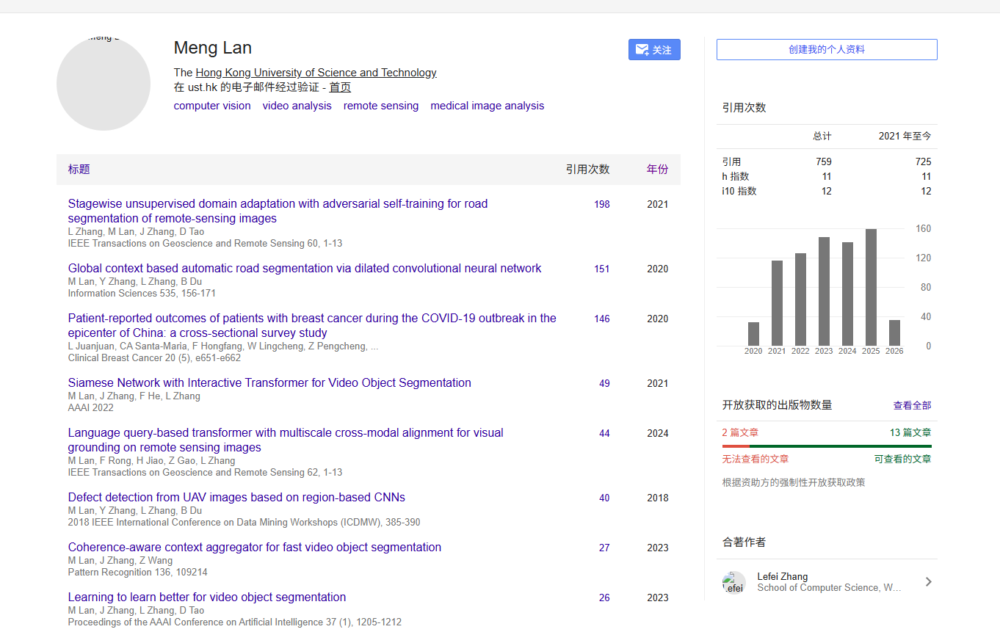 Meng Lan
The Hong Kong University of Science and Technology
在 ust.hk 的电子邮件经过验证 - 首页
computer vision video analysis remote sensing medical image analysis
关注
标题 引用次数 年份
Stagewise unsupervised domain adaptation with adversarial self-training for road 198 2021
segmentation of remote-sensing images
L Zhang, M Lan, J Zhang, D Tao
IEEE Transactions on Geoscience and Remote Sensing 60, 1-13
Global context based automatic road segmentation via dilated convolutional neural network 151 2020
M Lan, Y Zhang, L Zhang, B Du
Information Sciences 535, 156-171
Patient-reported outcomes of patients with breast cancer during the COVID-19 outbreak in the 146 2020
epicenter of China: a cross-sectional survey study
L Juanjuan, CA Santa-Maria, F Hongfang, W Lingcheng, Z Pengcheng, ...
Clinical Breast Cancer 20 (5), e651-e662
Siamese Network with Interactive Transformer for Video Object Segmentation 49 2021
M Lan, J Zhang, F He, L Zhang
AAAI 2022
Language query-based transformer with multiscale cross-modal alignment for visual 44 2024
grounding on remote sensing images
M Lan, F Rong, H Jiao, Z Gao, L Zhang
IEEE Transactions on Geoscience and Remote Sensing 62, 1-13
Defect detection from UAV images based on region-based CNNs 40 2018
M Lan, Y Zhang, L Zhang, B Du
2018 IEEE International Conference on Data Mining Workshops (ICDMW), 385-390
Coherence-aware context aggregator for fast video object segmentation 27 2023
M Lan, J Zhang, Z Wang
Pattern Recognition 136, 109214
Learning to learn better for video object segmentation 26 2023
M Lan, J Zhang, L Zhang, D Tao
Proceedings of the AAAI Conference on Artificial Intelligence 37 (1), 1205-1212
创建我的个人资料
引用次数
总计 2021 年至今
引用 759 725
h 指数 11 11
i10 指数 12 12
160
120
80
40
0
2020 2021 2022 2023 2024 2025 2026
开放获取的出版物数量 查看全部
2 篇文章 13 篇文章
无法查看的文章 可查看的文章
根据资助方的强制性开放获取政策
合著作者
Lefei Zhang
School of Computer Science, W...